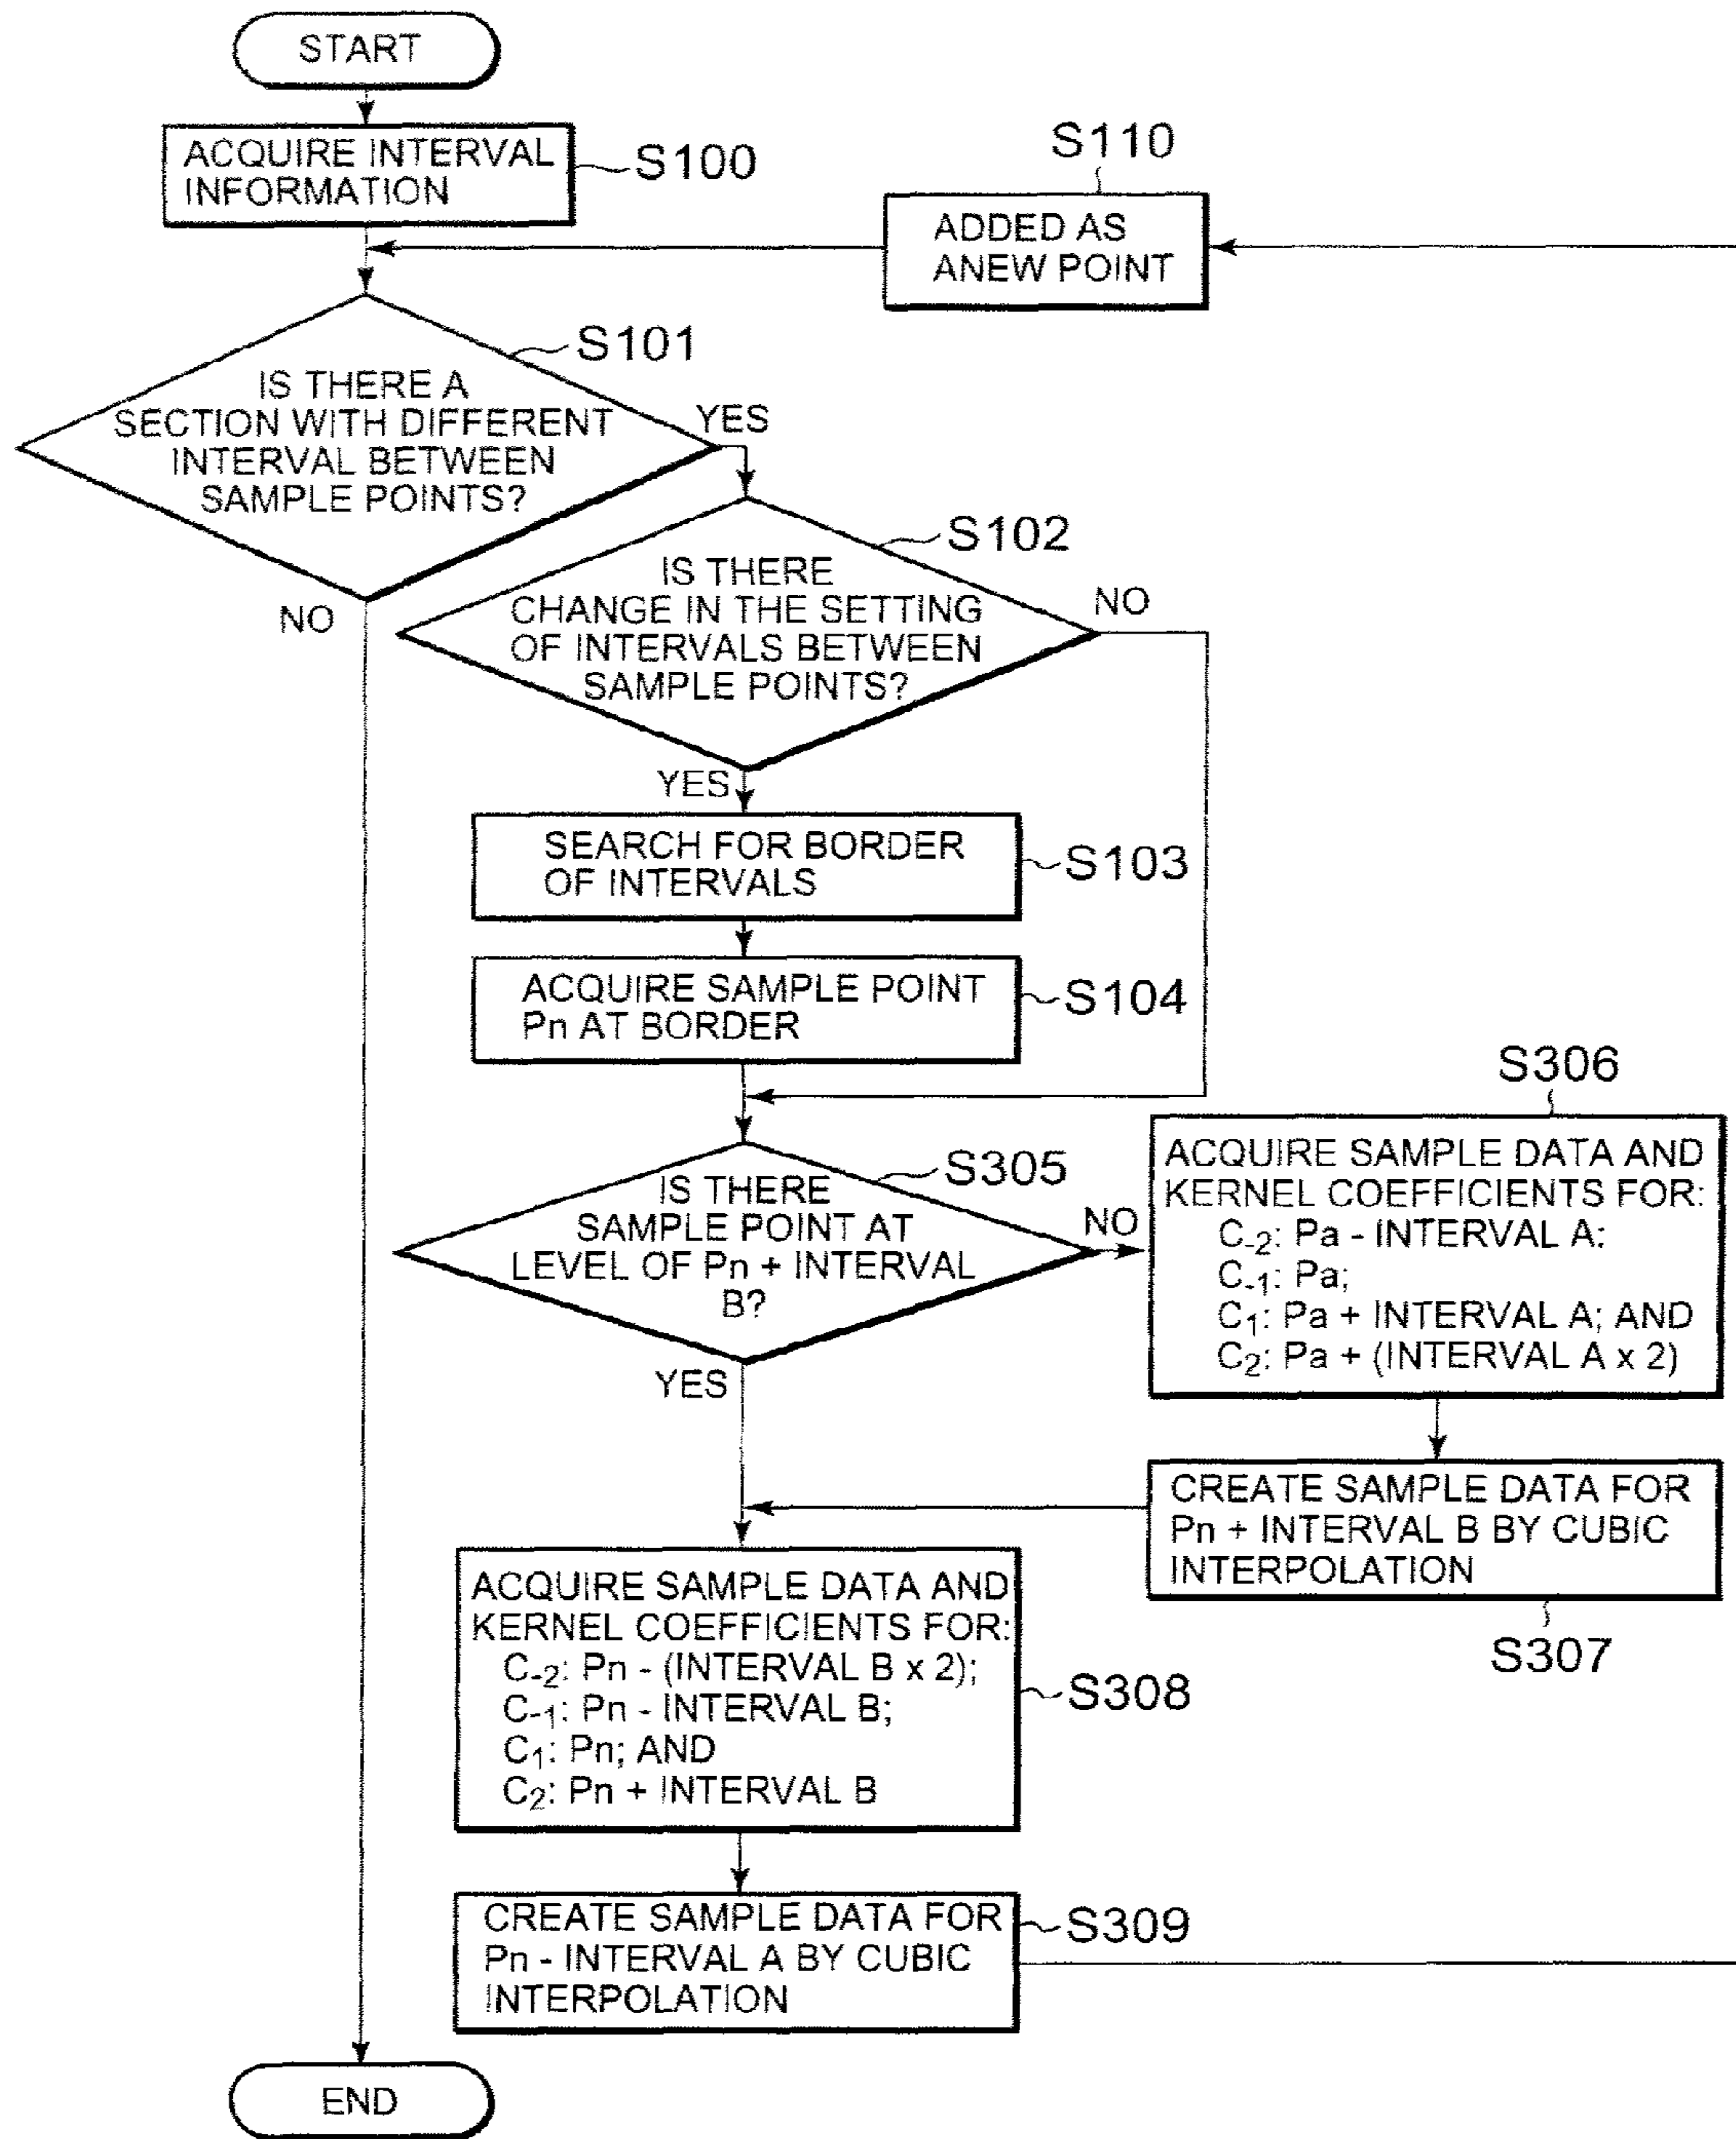 START
ACQUIRE INTERVAL
INFORMATION
S100
S110
ADDED AS
ANEW POINT
S101
IS THERE A
SECTION WITH DIFFERENT
INTERVAL BETWEEN
SAMPLE POINTS?
YES
NO
S102
IS THERE
CHANGE IN THE SETTING
OF INTERVALS BETWEEN
SAMPLE POINTS?
NO
YES
SEARCH FOR BORDER
OF INTERVALS
S103
ACQUIRE SAMPLE POINT
Pn AT BORDER
S104
S305
IS THERE
SAMPLE POINT AT
LEVEL OF Pn + INTERVAL
B?
NO
YES
S306
ACQUIRE SAMPLE DATA AND
KERNEL COEFFICIENTS FOR:
C-2: Pa - INTERVAL A:
C-1: Pa;
C1: Pa + INTERVAL A; AND
C2: Pa + (INTERVAL A x 2)
CREATE SAMPLE DATA FOR
Pn + INTERVAL B BY CUBIC
INTERPOLATION
S307
ACQUIRE SAMPLE DATA AND
KERNEL COEFFICIENTS FOR:
C-2: Pn - (INTERVAL B x 2);
C-1: Pn - INTERVAL B;
C1: Pn; AND
C2: Pn + INTERVAL B
S308
CREATE SAMPLE DATA FOR
Pn - INTERVAL A BY CUBIC
INTERPOLATION
S309
END